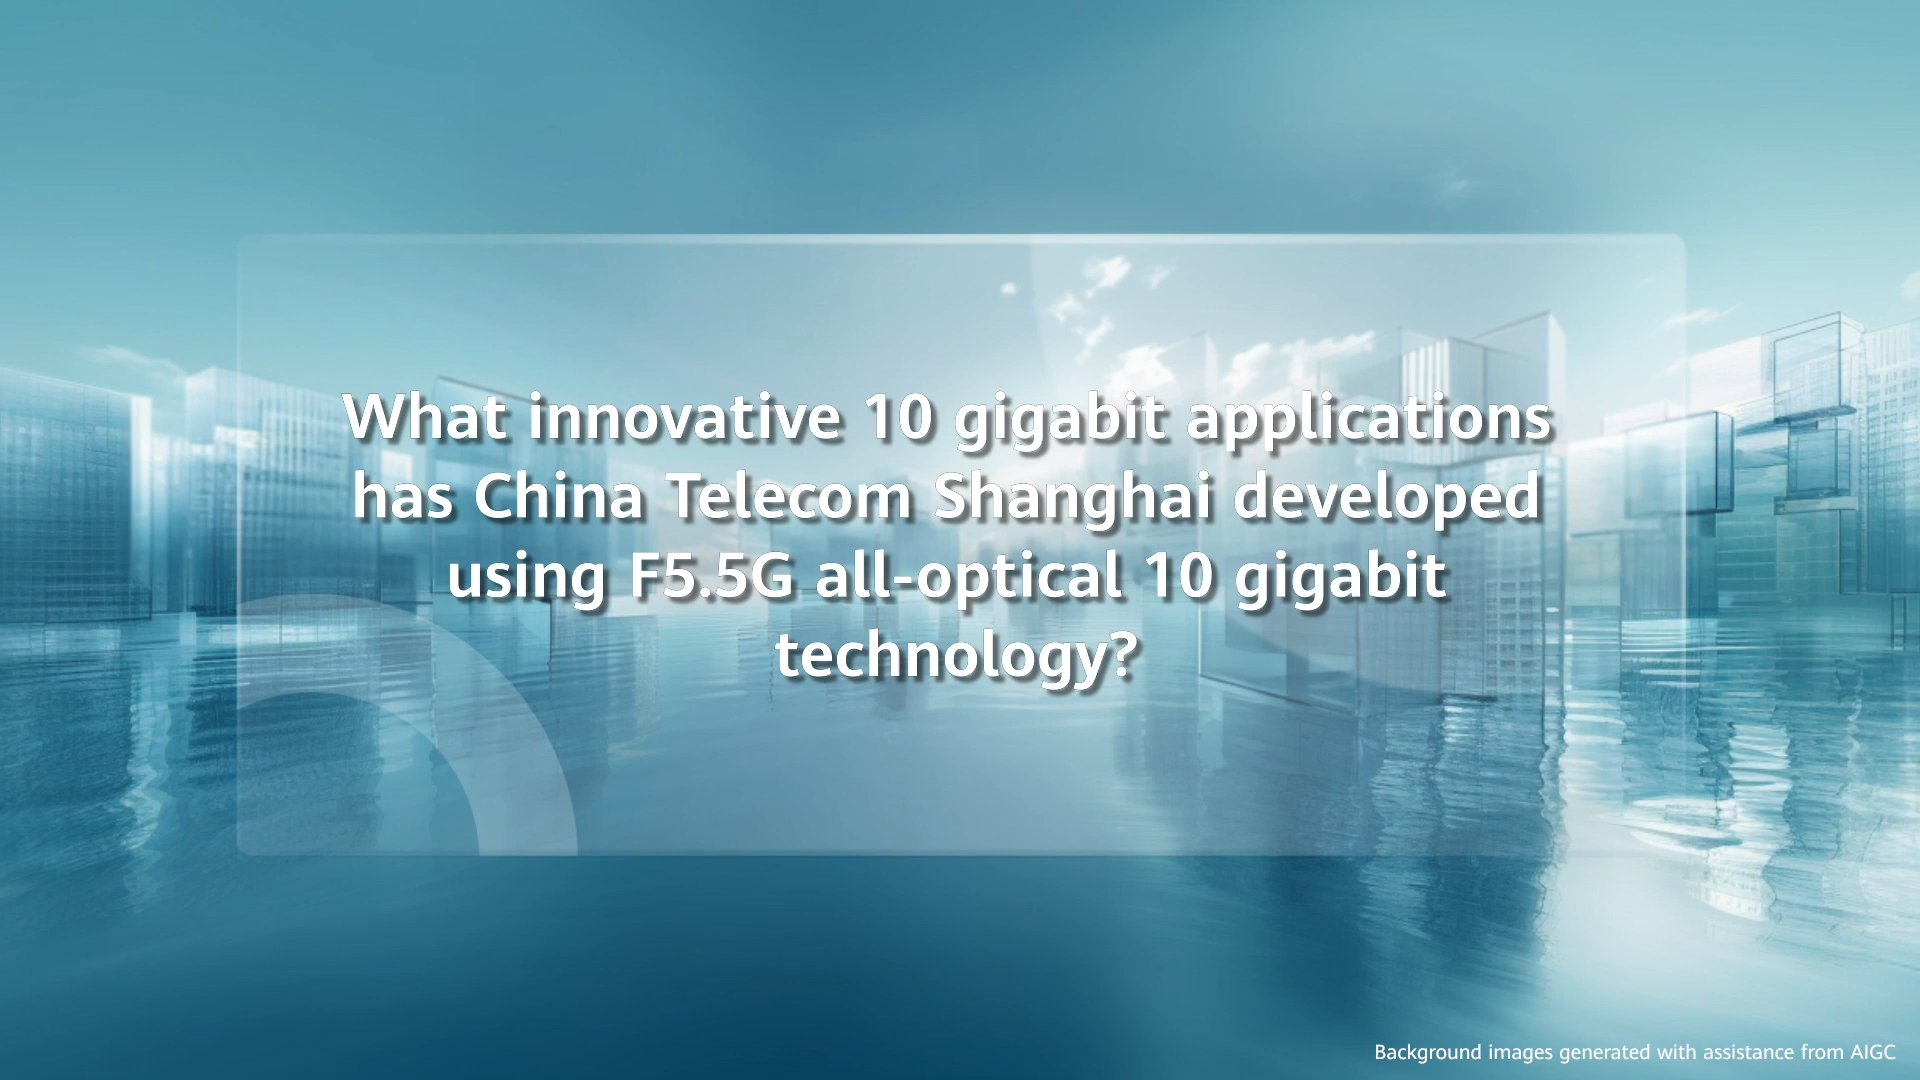 What innovative 10 gigabit applications
has China Telecom Shanghai developed
using F5.5G all-optical 10 gigabit
technology?
Background images generated with assistance from AIGC